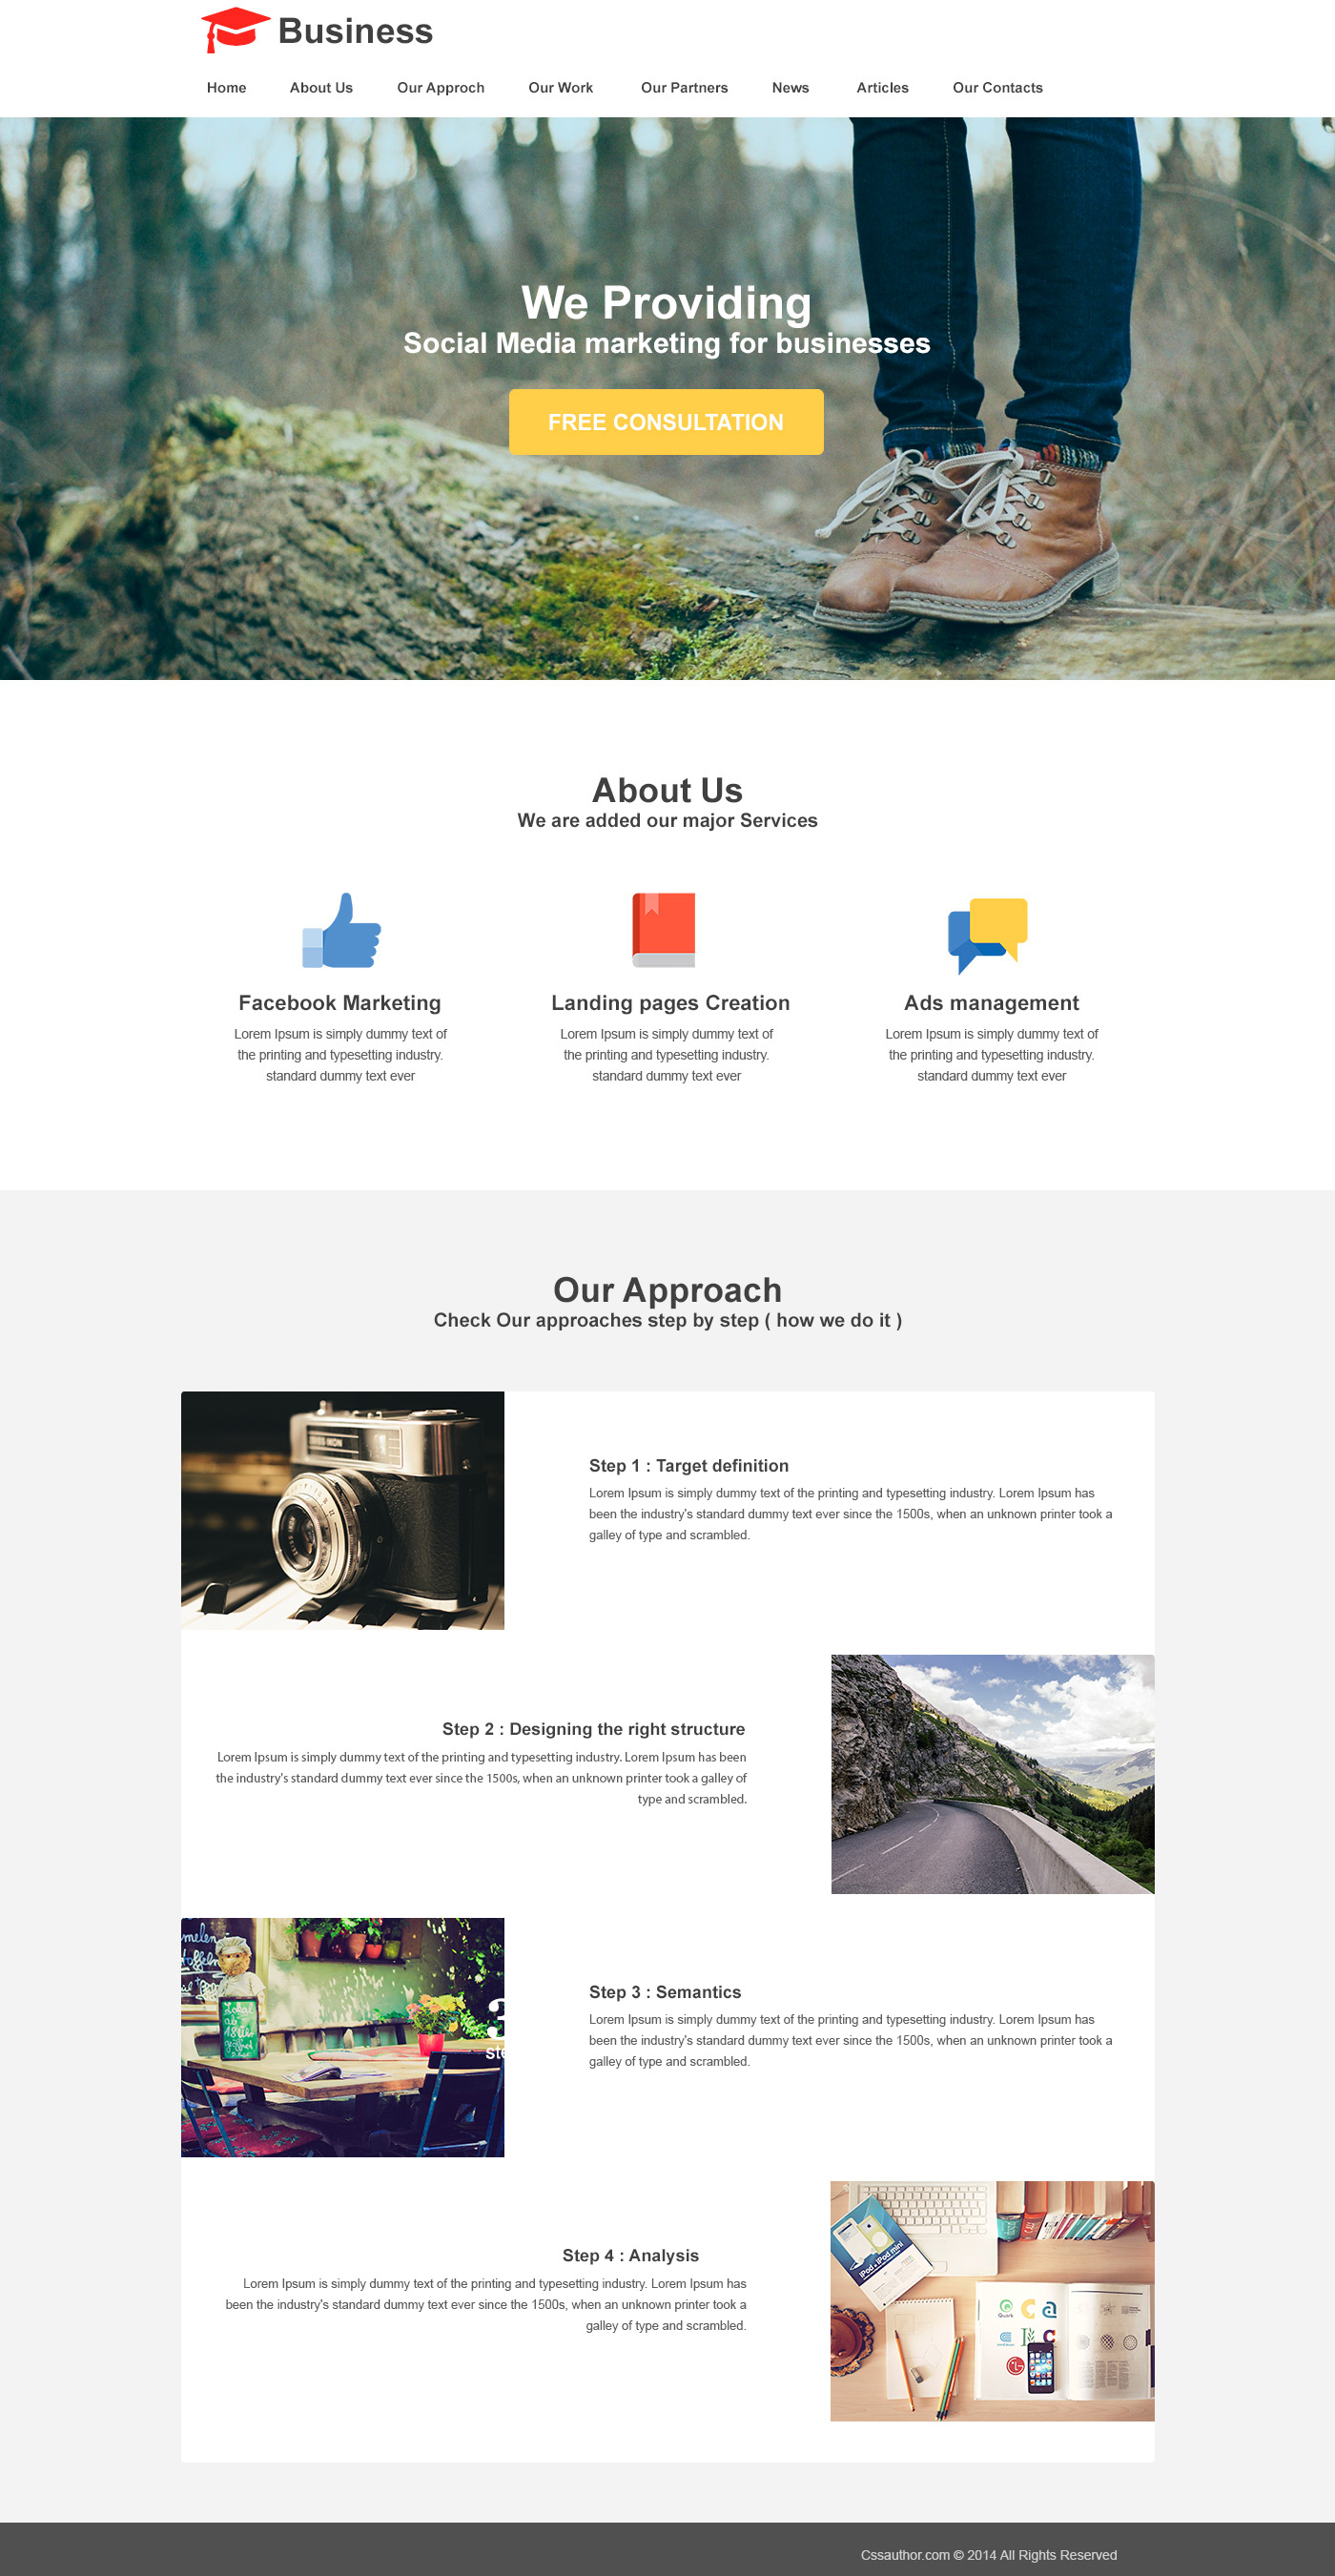 Business
Home About Us Our Approch Our Work Our Partners News Articles Our Contacts
We Providing
Social Media marketing for businesses
FREE CONSULTATION
About Us
We are added our major Services
Facebook Marketing
Lorem Ipsum is simply dummy text of
the printing and typesetting industry.
standard dummy text ever
Landing pages Creation
Lorem Ipsum is simply dummy text of
the printing and typesetting industry.
standard dummy text ever
Ads management
Lorem Ipsum is simply dummy text of
the printing and typesetting industry.
standard dummy text ever
Our Approach
Check Our approaches step by step ( how we do it )
Step 1 : Target definition
Lorem Ipsum is simply dummy text of the printing and typesetting industry. Lorem Ipsum has
been the industry's standard dummy text ever since the 1500s, when an unknown printer took a
galley of type and scrambled.
Step 2 : Designing the right structure
Lorem Ipsum is simply dummy text of the printing and typesetting industry. Lorem Ipsum has been
the industry's standard dummy text ever since the 1500s, when an unknown printer took a galley of
type and scrambled.
Step 3 : Semantics
Lorem Ipsum is simply dummy text of the printing and typesetting industry. Lorem Ipsum has
been the industry's standard dummy text ever since the 1500s, when an unknown printer took a
galley of type and scrambled.
Step 4 : Analysis
Lorem Ipsum is simply dummy text of the printing and typesetting industry. Lorem Ipsum has
been the industry's standard dummy text ever since the 1500s, when an unknown printer took a
galley of type and scrambled.
iPod & iPod mini
Quark
Cssauthor.com © 2014 All Rights Reserved